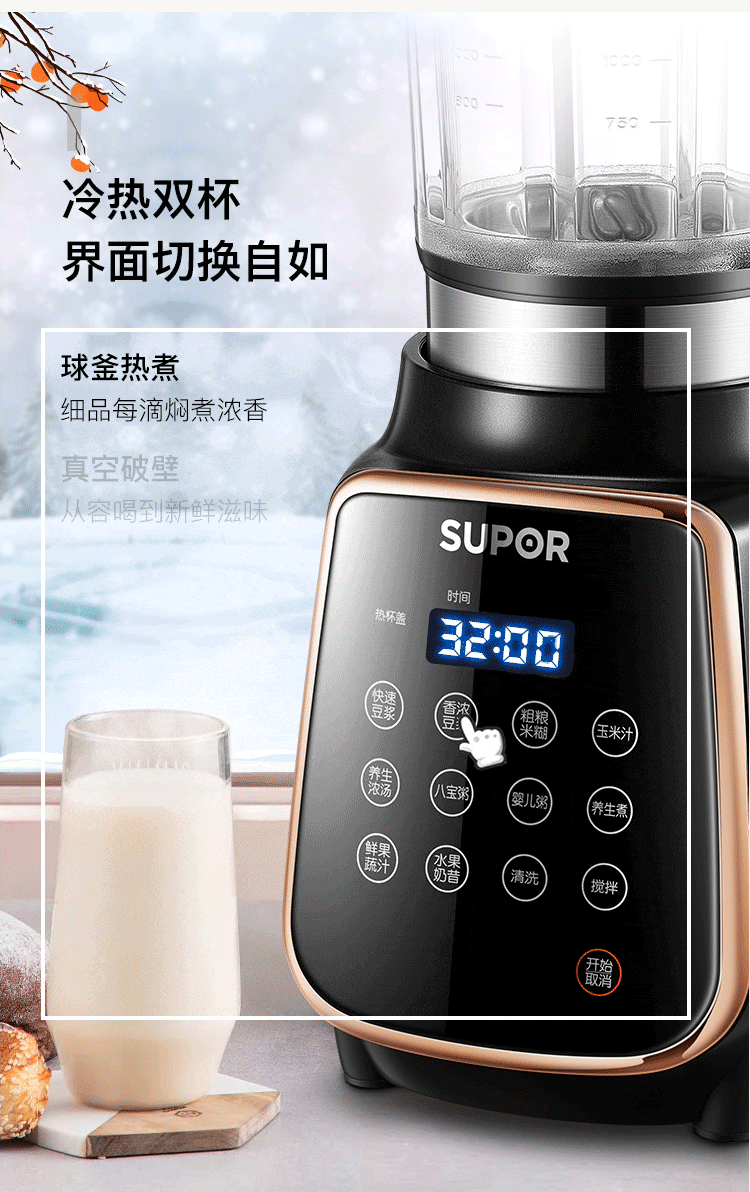 冷热双杯
界面切换自如
球釜热煮
细品每滴焖煮浓香
真空破壁
从容喝到新鲜滋味
800
1000
750
SUPOR
时间
热杯盖
32:00
快速
豆浆
香浓
豆
粗粮
米糊
玉米汁
养生
浓汤
八宝粥
婴儿粥
养生煮
鲜果
蔬汁
水果
奶昔
清洗
搅拌
开始
取消